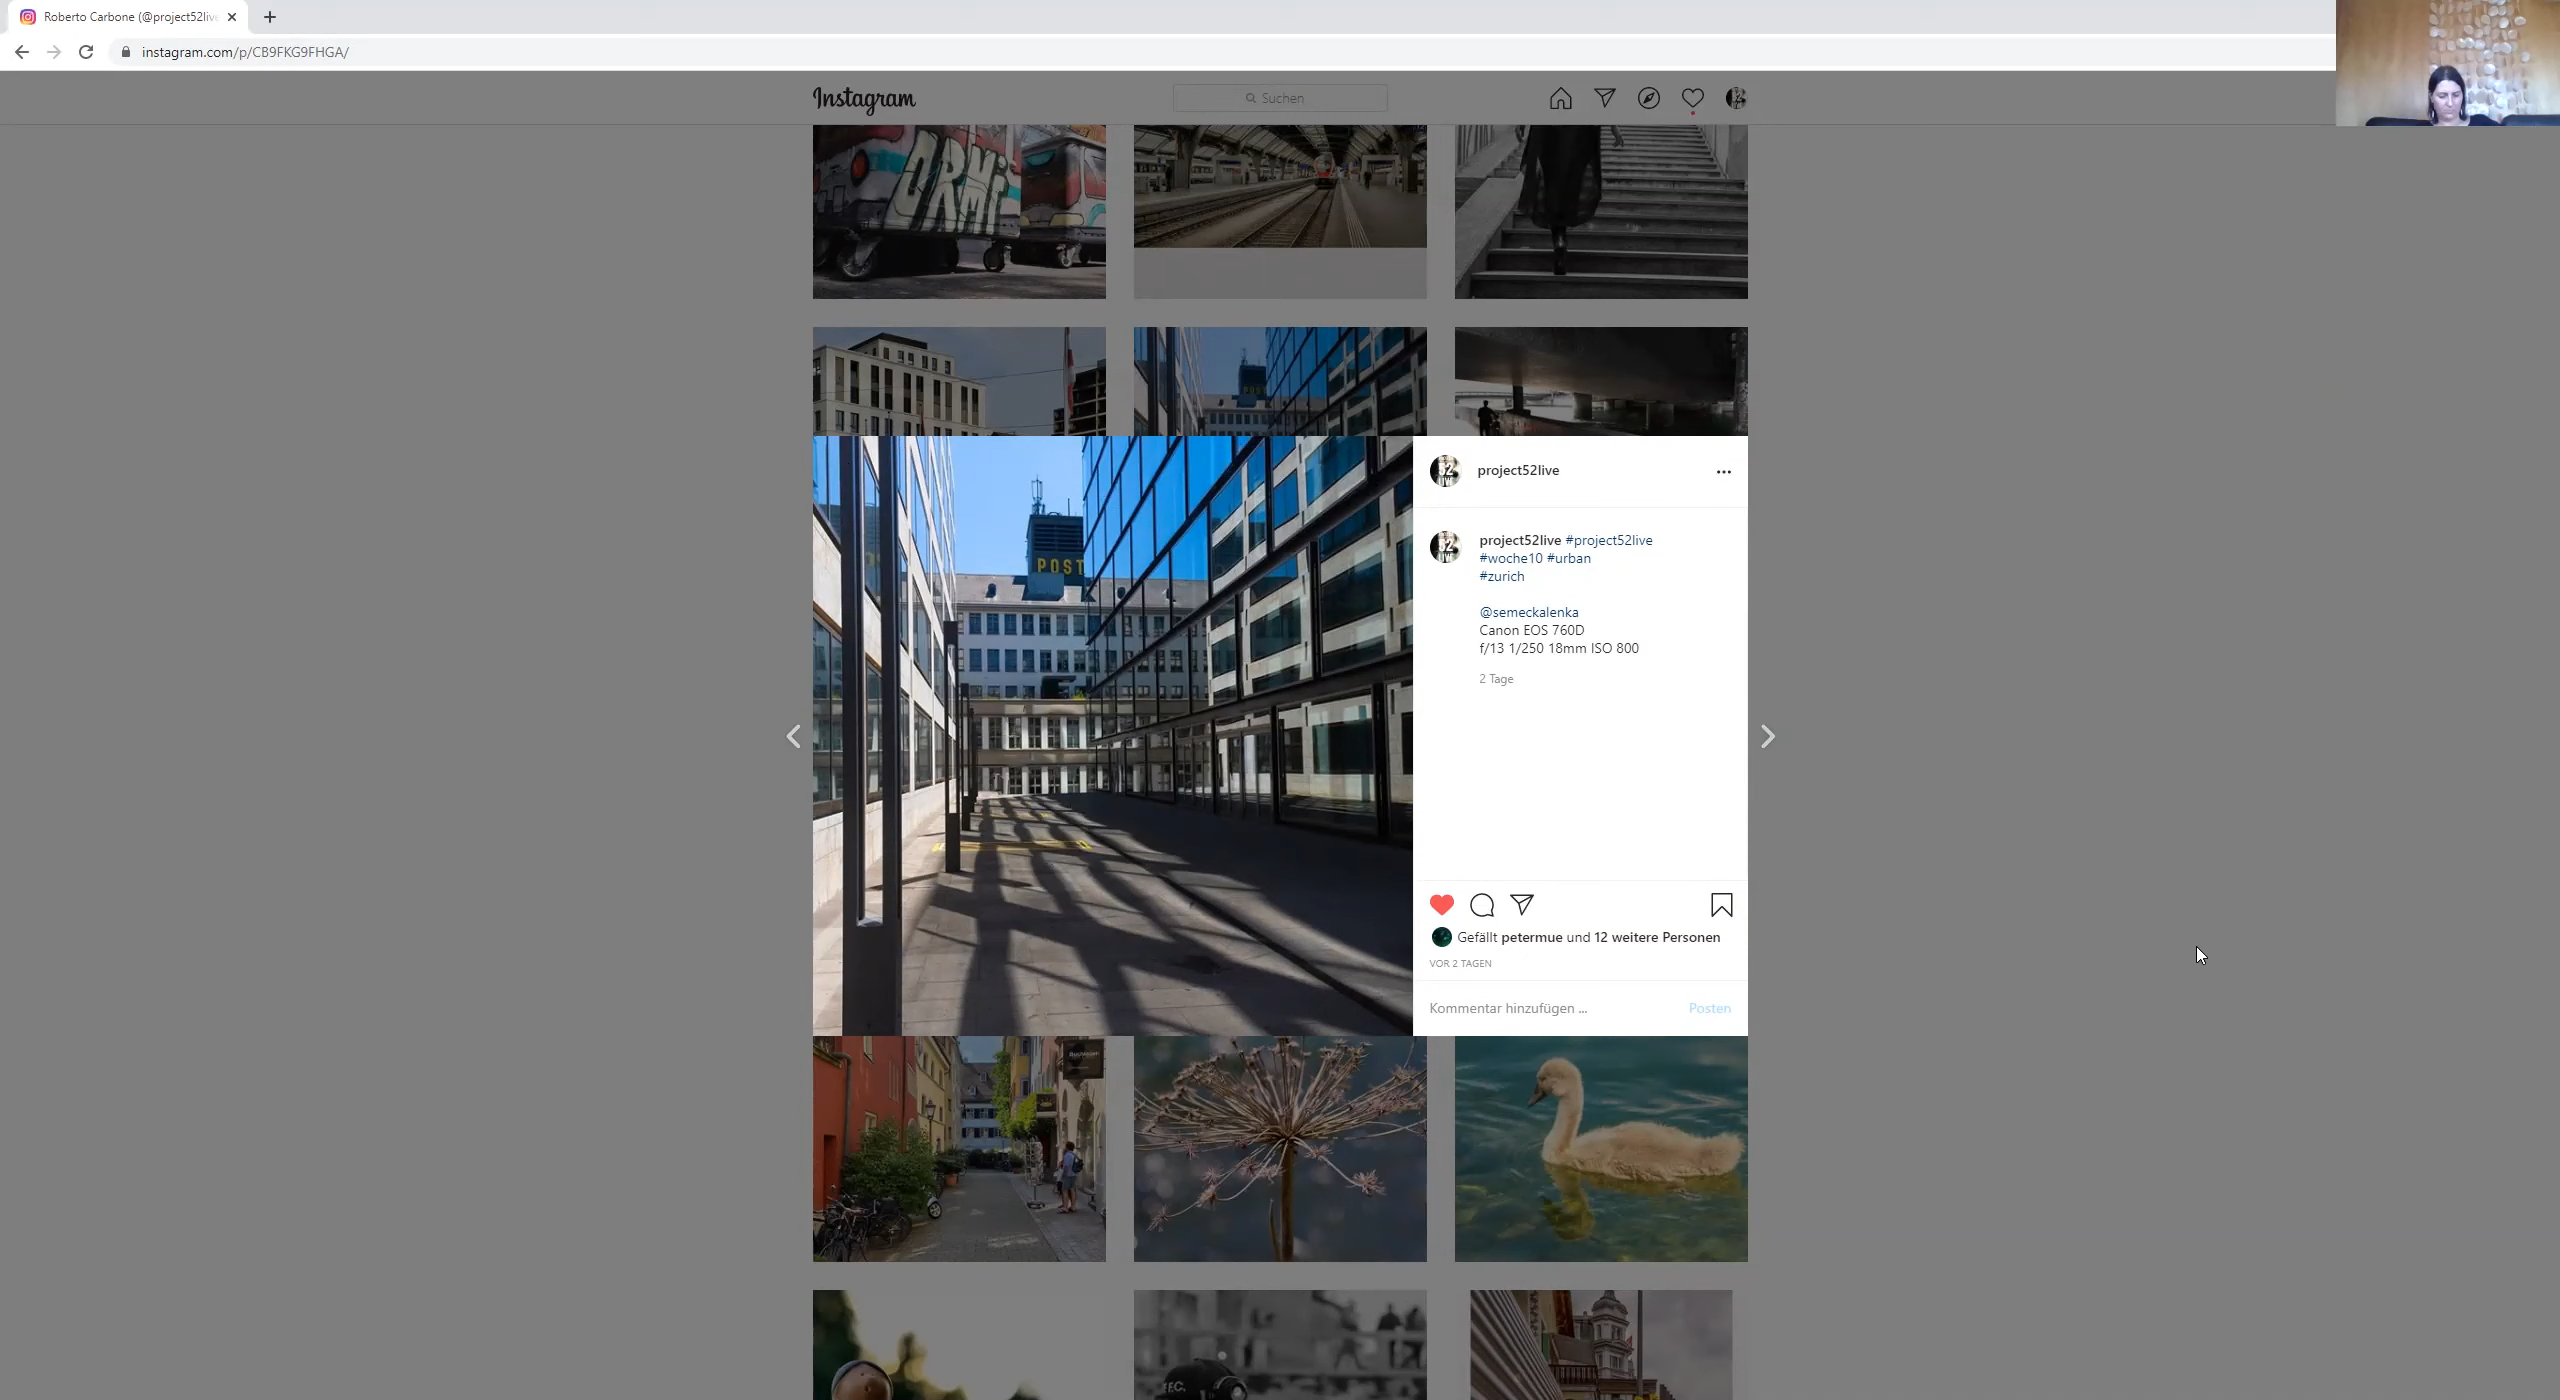 Roberto Carbone (@project52live
instagram.com/p/CB9FKG9FHGA/
Instagram
Suchen
POST
POST
project52live
project52live #project52live
#woche10 #urban
#zurich
@semeckalenka
Canon EOS 760D
f/13 1/250 18mm ISO 800
2 Tage
Gefällt petermue und 12 weitere Personen
VOR 2 TAGEN
Kommentar hinzufügen ...
Posten